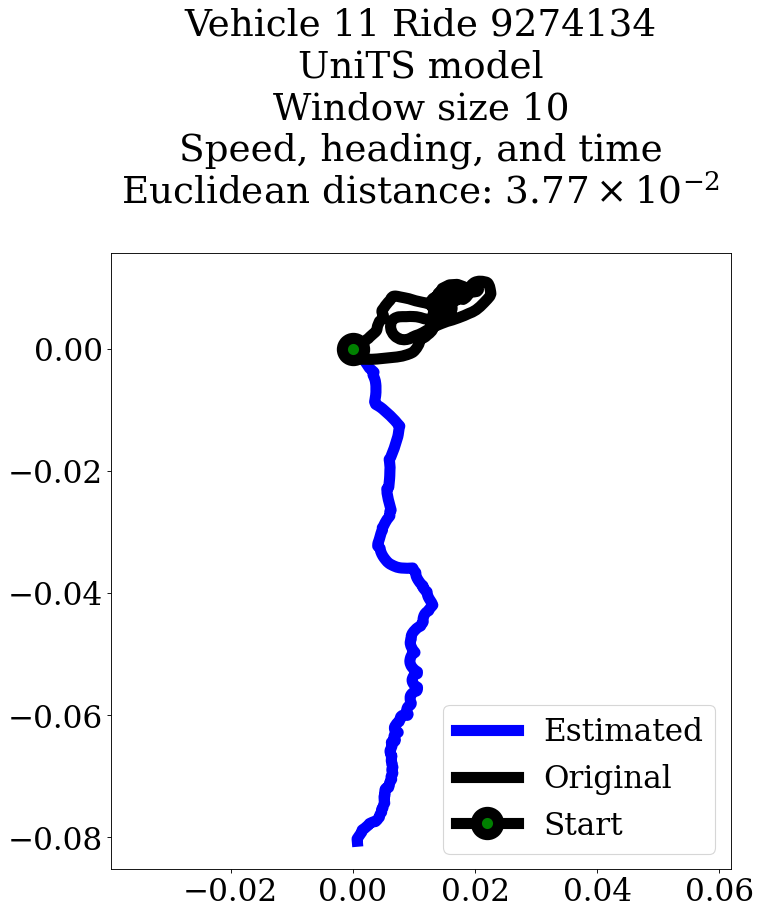 Vehicle 11 Ride 9274134
UniTS model
Window size 10
Speed, heading, and time
Euclidean distance: 3.77 × 10⁻²
0.00
−0.02
−0.04
−0.06
−0.08
Estimated
Original
Start
−0.02 0.00 0.02 0.04 0.06